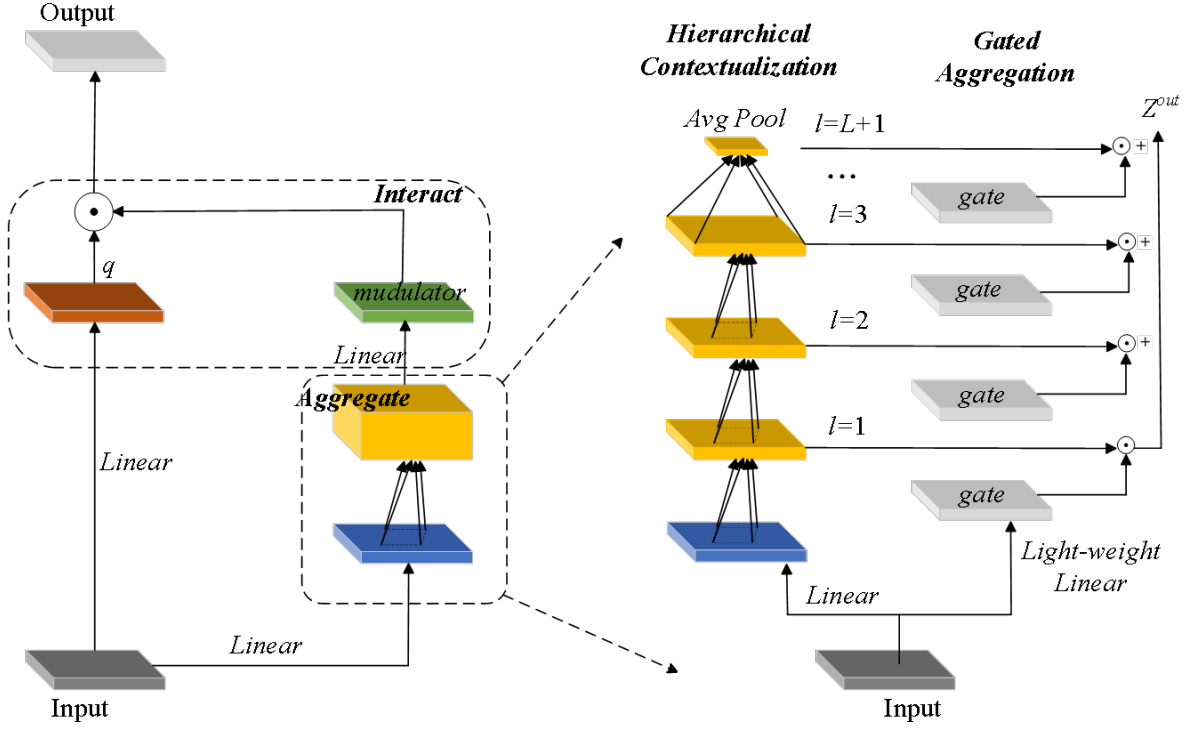 Output
Interact
q
mudulator
Linear
Aggregate
Linear
Linear
Input
Hierarchical
Contextualization
Gated
Aggregation
Z^out
Avg Pool
l=L+1
+
...
gate
l=3
+
gate
l=2
+
gate
l=1
gate
Light-weight
Linear
Linear
Input